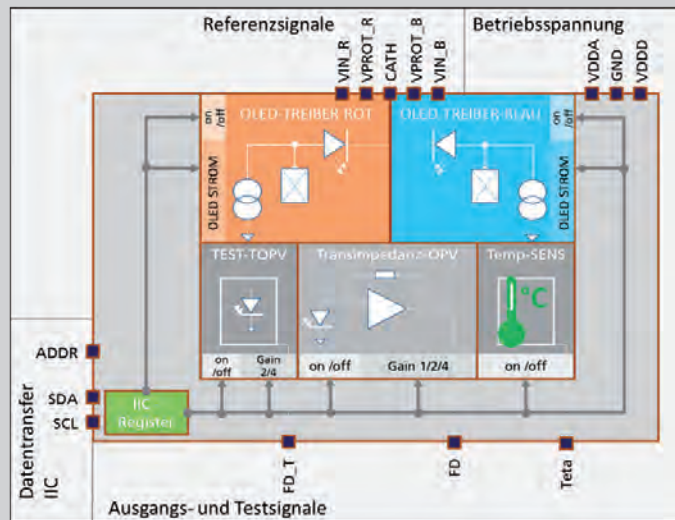 Referenzsignale
Betriebsspannung
VIN_R
VPROT_R
CATH
VPROT_B
VIN_B
VDDA
GND
VDDD
on /off
OLED-TREIBER ROT
OLED TREIBER-BLAU
on /off
OLED STROM
OLED STROM
TEST-TOPV
Transimpedanz-OPV
Temp-SENS
°C
on /off
Gain 2/4
on /off
Gain 1/2/4
on /off
ADDR
SDA
SCL
IIC
Register
Datentransfer
IIC
FD_T
FD
Teta
Ausgangs- und Testsignale